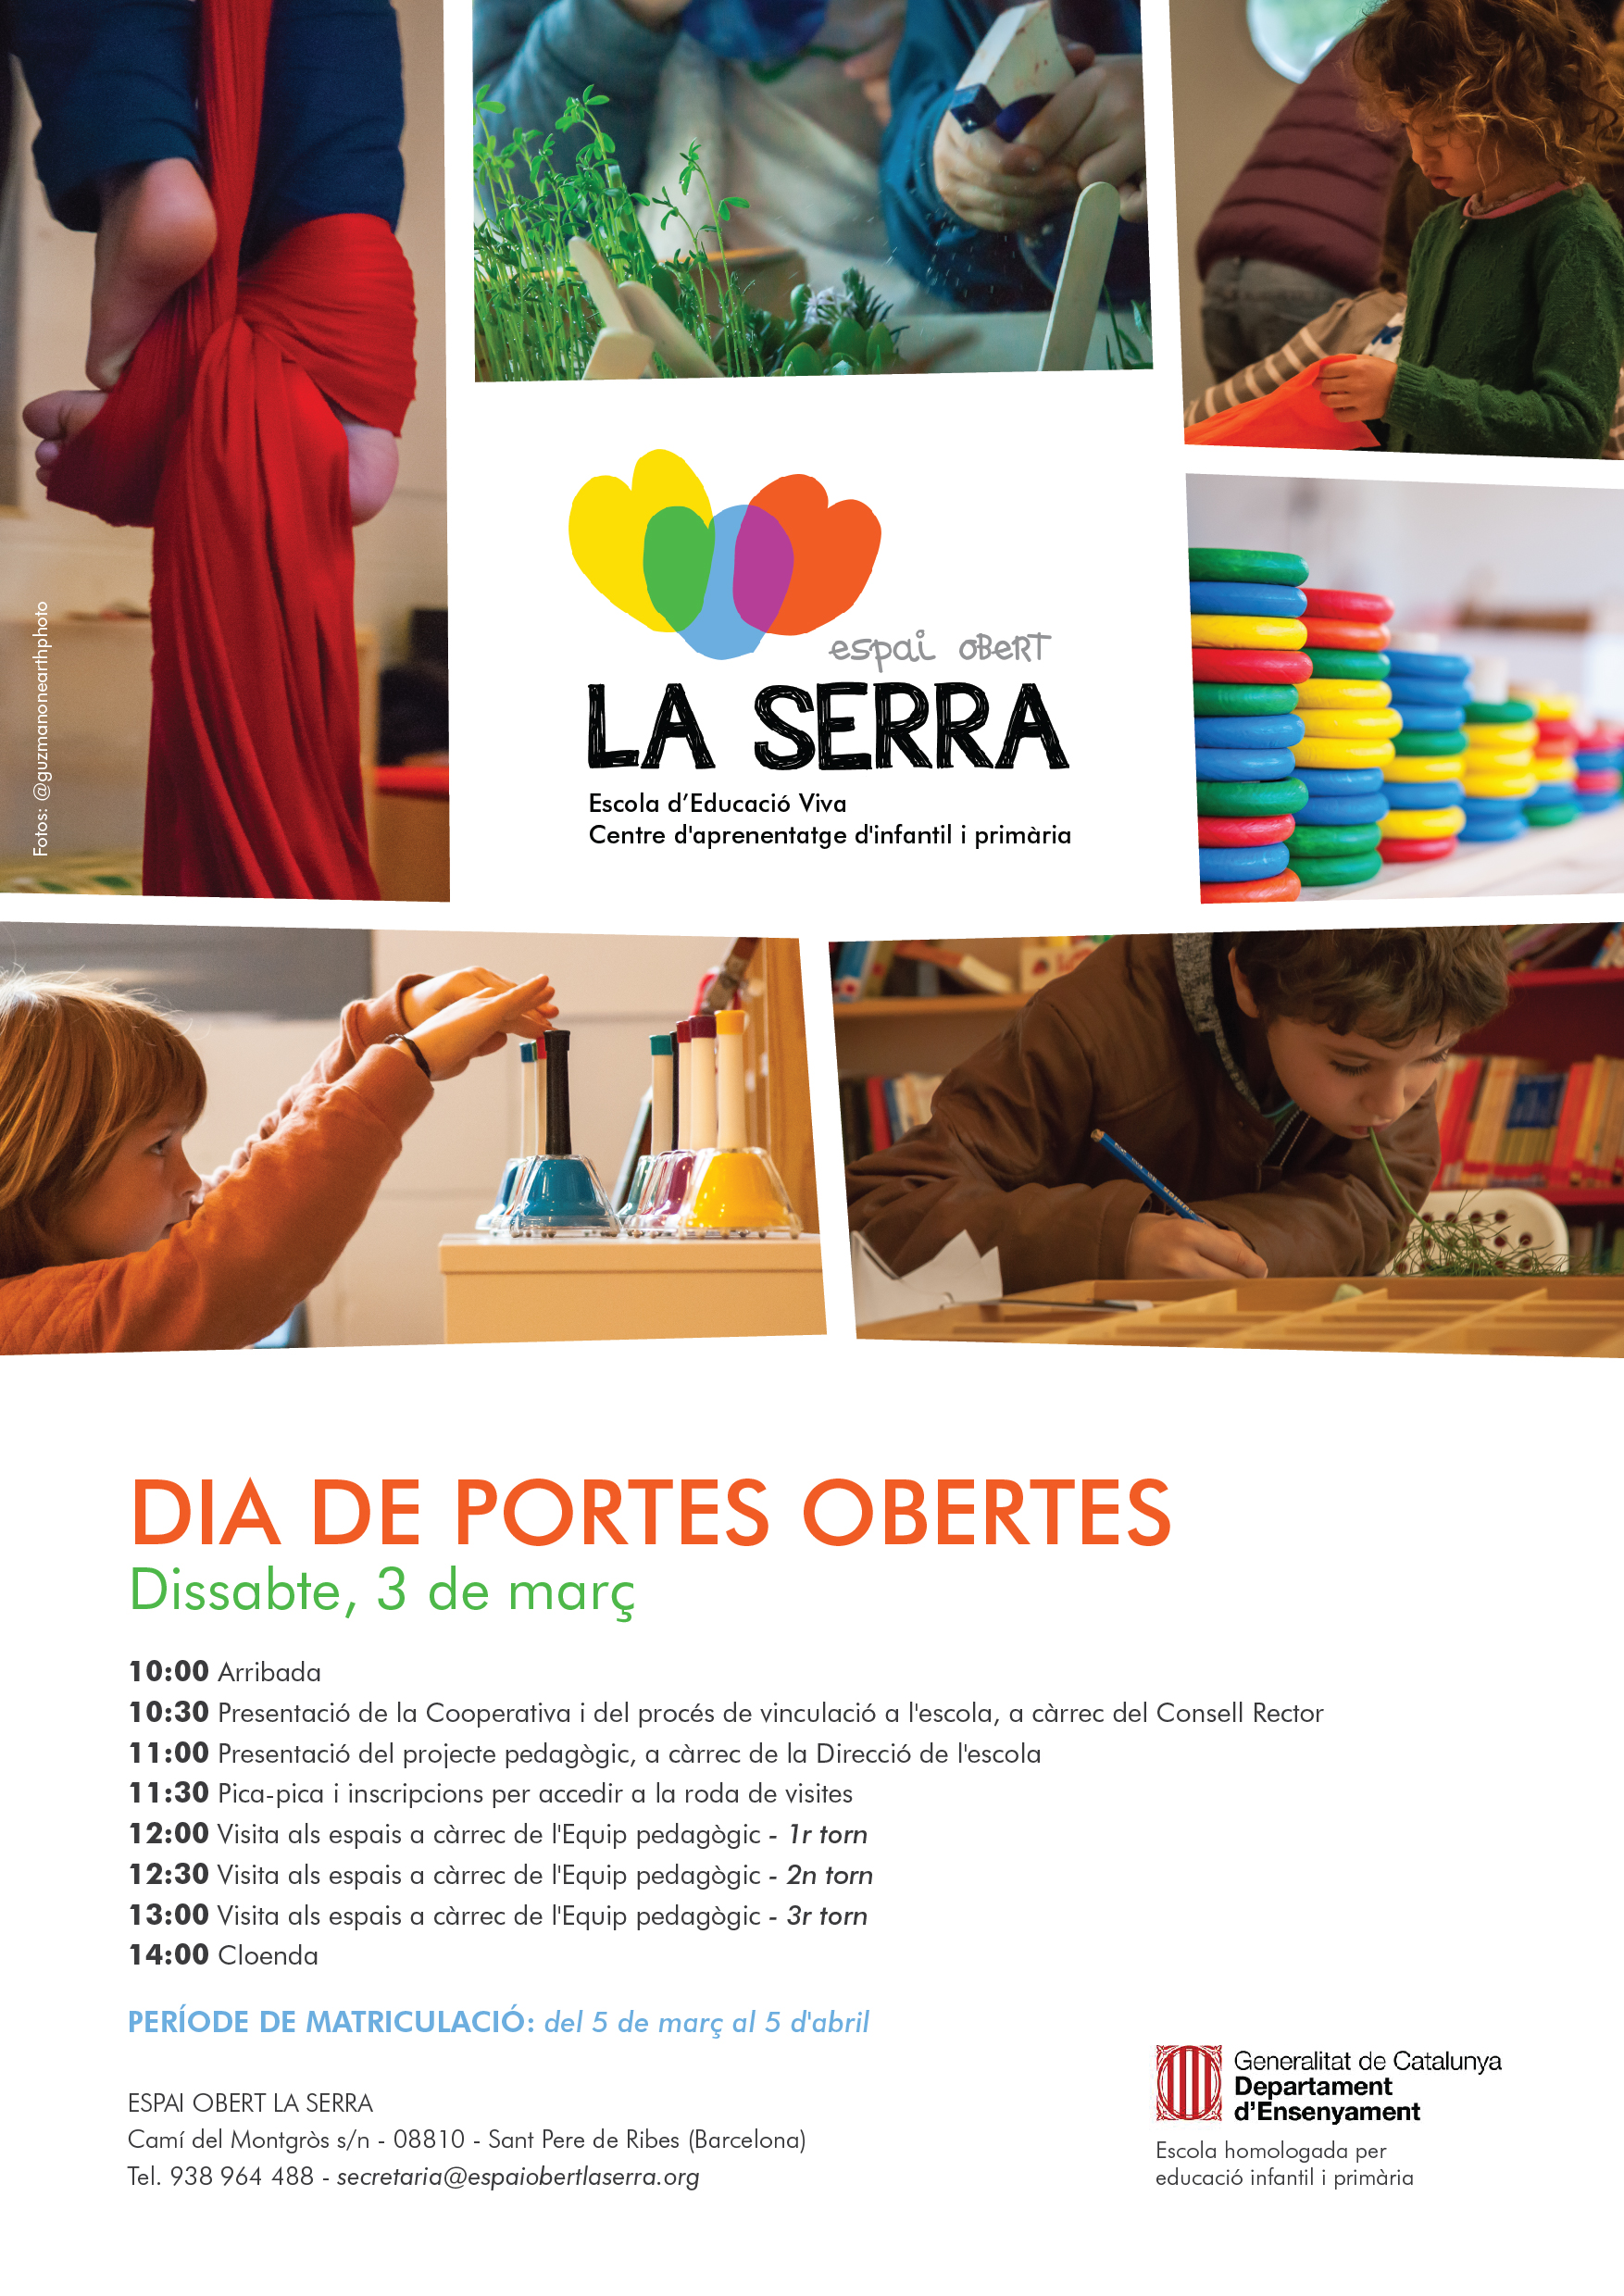 Fotos: @guzmanonearthphoto
espai obert
LA SERRA
Escola d’Educació Viva
Centre d'aprenentatge d'infantil i primària
DIA DE PORTES OBERTES
Dissabte, 3 de març
10:00 Arribada
10:30 Presentació de la Cooperativa i del procés de vinculació a l'escola, a càrrec del Consell Rector
11:00 Presentació del projecte pedagògic, a càrrec de la Direcció de l'escola
11:30 Pica-pica i inscripcions per accedir a la roda de visites
12:00 Visita als espais a càrrec de l'Equip pedagògic - 1r torn
12:30 Visita als espais a càrrec de l'Equip pedagògic - 2n torn
13:00 Visita als espais a càrrec de l'Equip pedagògic - 3r torn
14:00 Cloenda
PERÍODE DE MATRICULACIÓ: del 5 de març al 5 d'abril
ESPAI OBERT LA SERRA
Camí del Montgròs s/n - 08810 - Sant Pere de Ribes (Barcelona)
Tel. 938 964 488 - secretaria@espaiobertlaserra.org
Generalitat de Catalunya
Departament
d’Ensenyament
Escola homologada per
educació infantil i primària